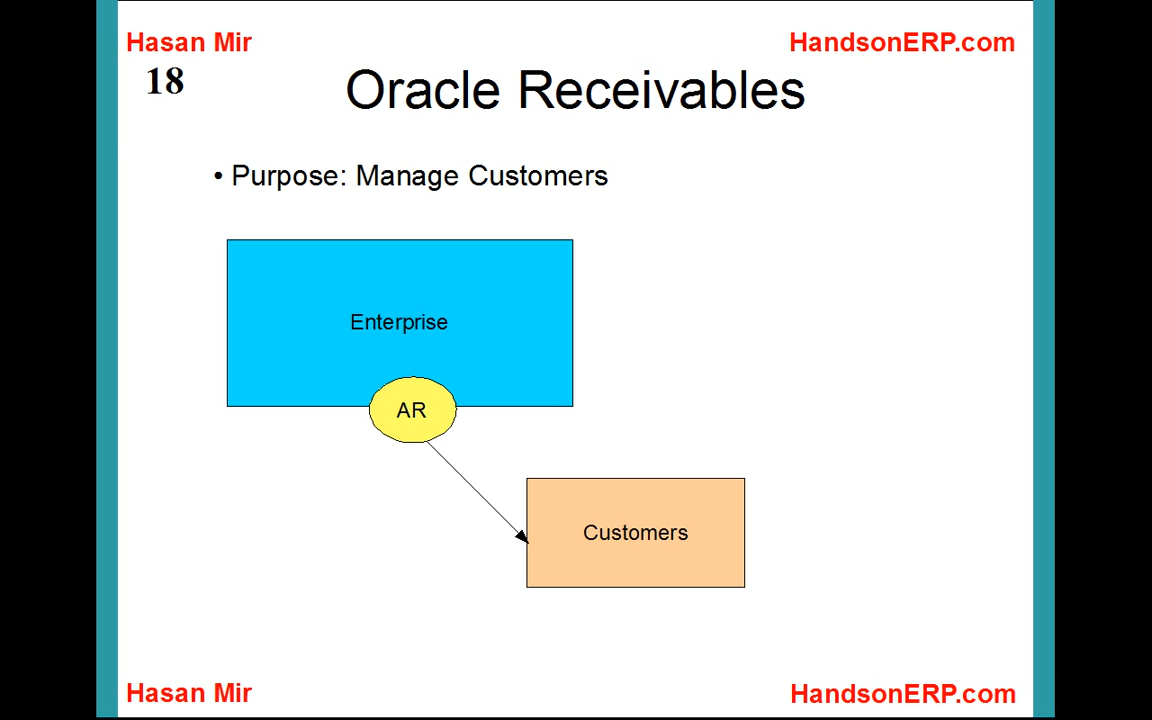 Hasan Mir
HandsonERP.com
18
Oracle Receivables
• Purpose: Manage Customers
Enterprise
AR
Customers
Hasan Mir
HandsonERP.com